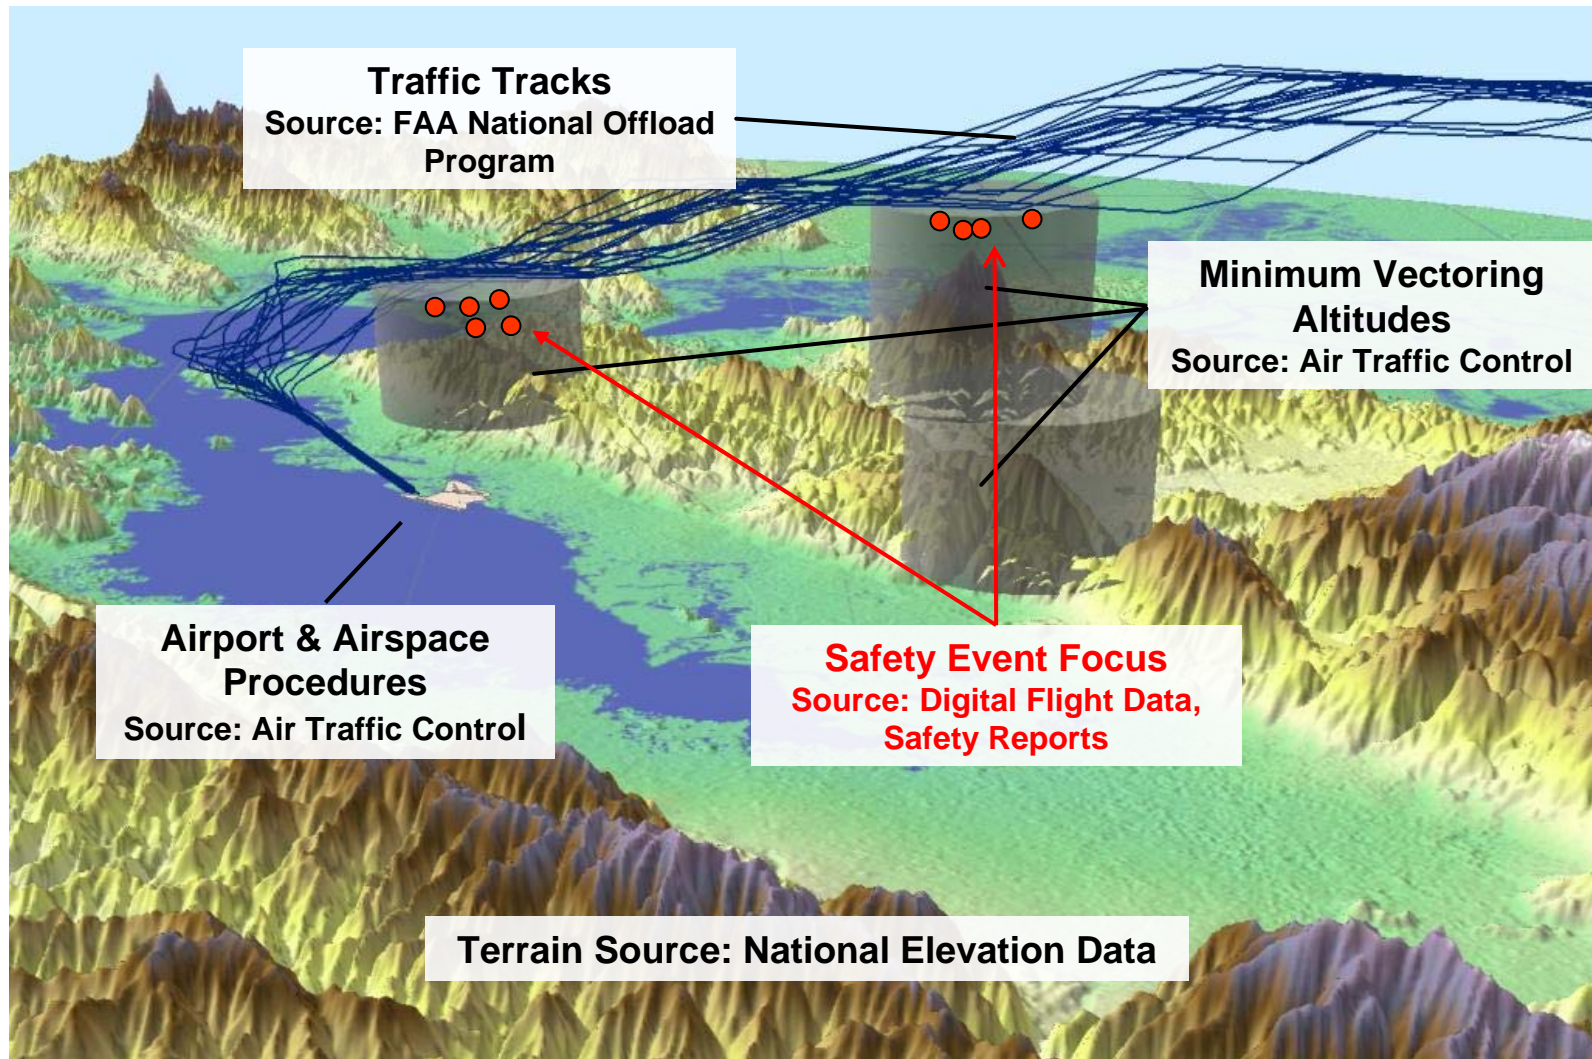 Traffic Tracks
Source: FAA National Offload
Program
Minimum Vectoring
Altitudes
Source: Air Traffic Control
Airport & Airspace
Procedures
Source: Air Traffic Control
Safety Event Focus
Source: Digital Flight Data,
Safety Reports
Terrain Source: National Elevation Data